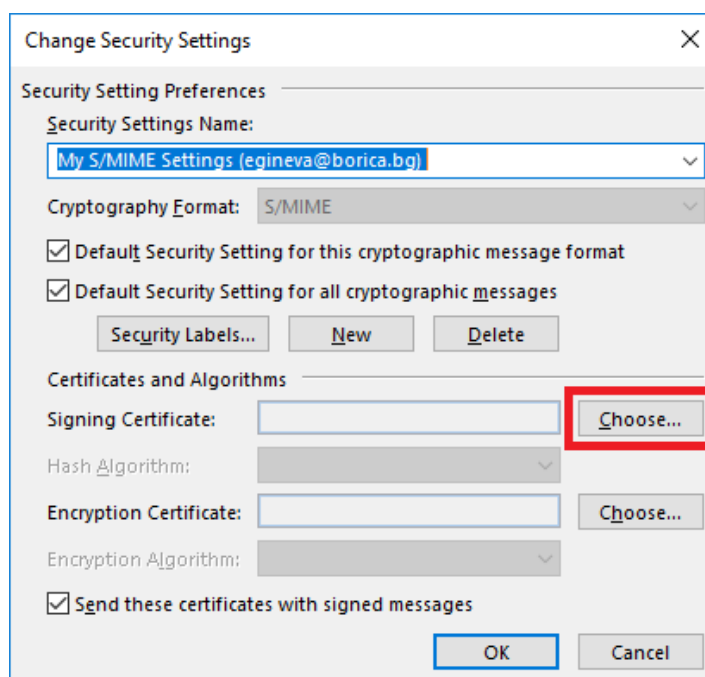 Change Security Settings
Security Setting Preferences
Security Settings Name:
My S/MIME Settings (egineva@borica.bg)
Cryptography Format: S/MIME
Default Security Setting for this cryptographic message format
Default Security Setting for all cryptographic messages
Security Labels... New Delete
Certificates and Algorithms
Signing Certificate: Choose...
Hash Algorithm:
Encryption Certificate: Choose...
Encryption Algorithm:
Send these certificates with signed messages
OK Cancel